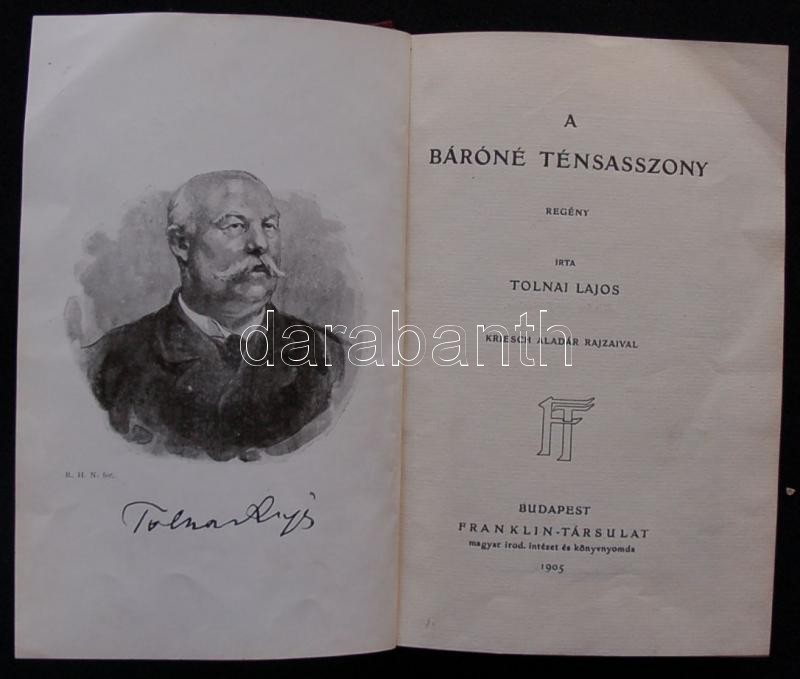 R. H. N. fec.
Tolnai Lajos
A
BÁRÓNÉ TÉNSASSZONY
REGÉNY
IRTA
TOLNAI LAJOS
KRIESCH ALADÁR RAJZAIVAL
FT
BUDAPEST
FRANKLIN-TÁRSULAT
magyar irod. intézet és könyvnyomda
1905
darabanth